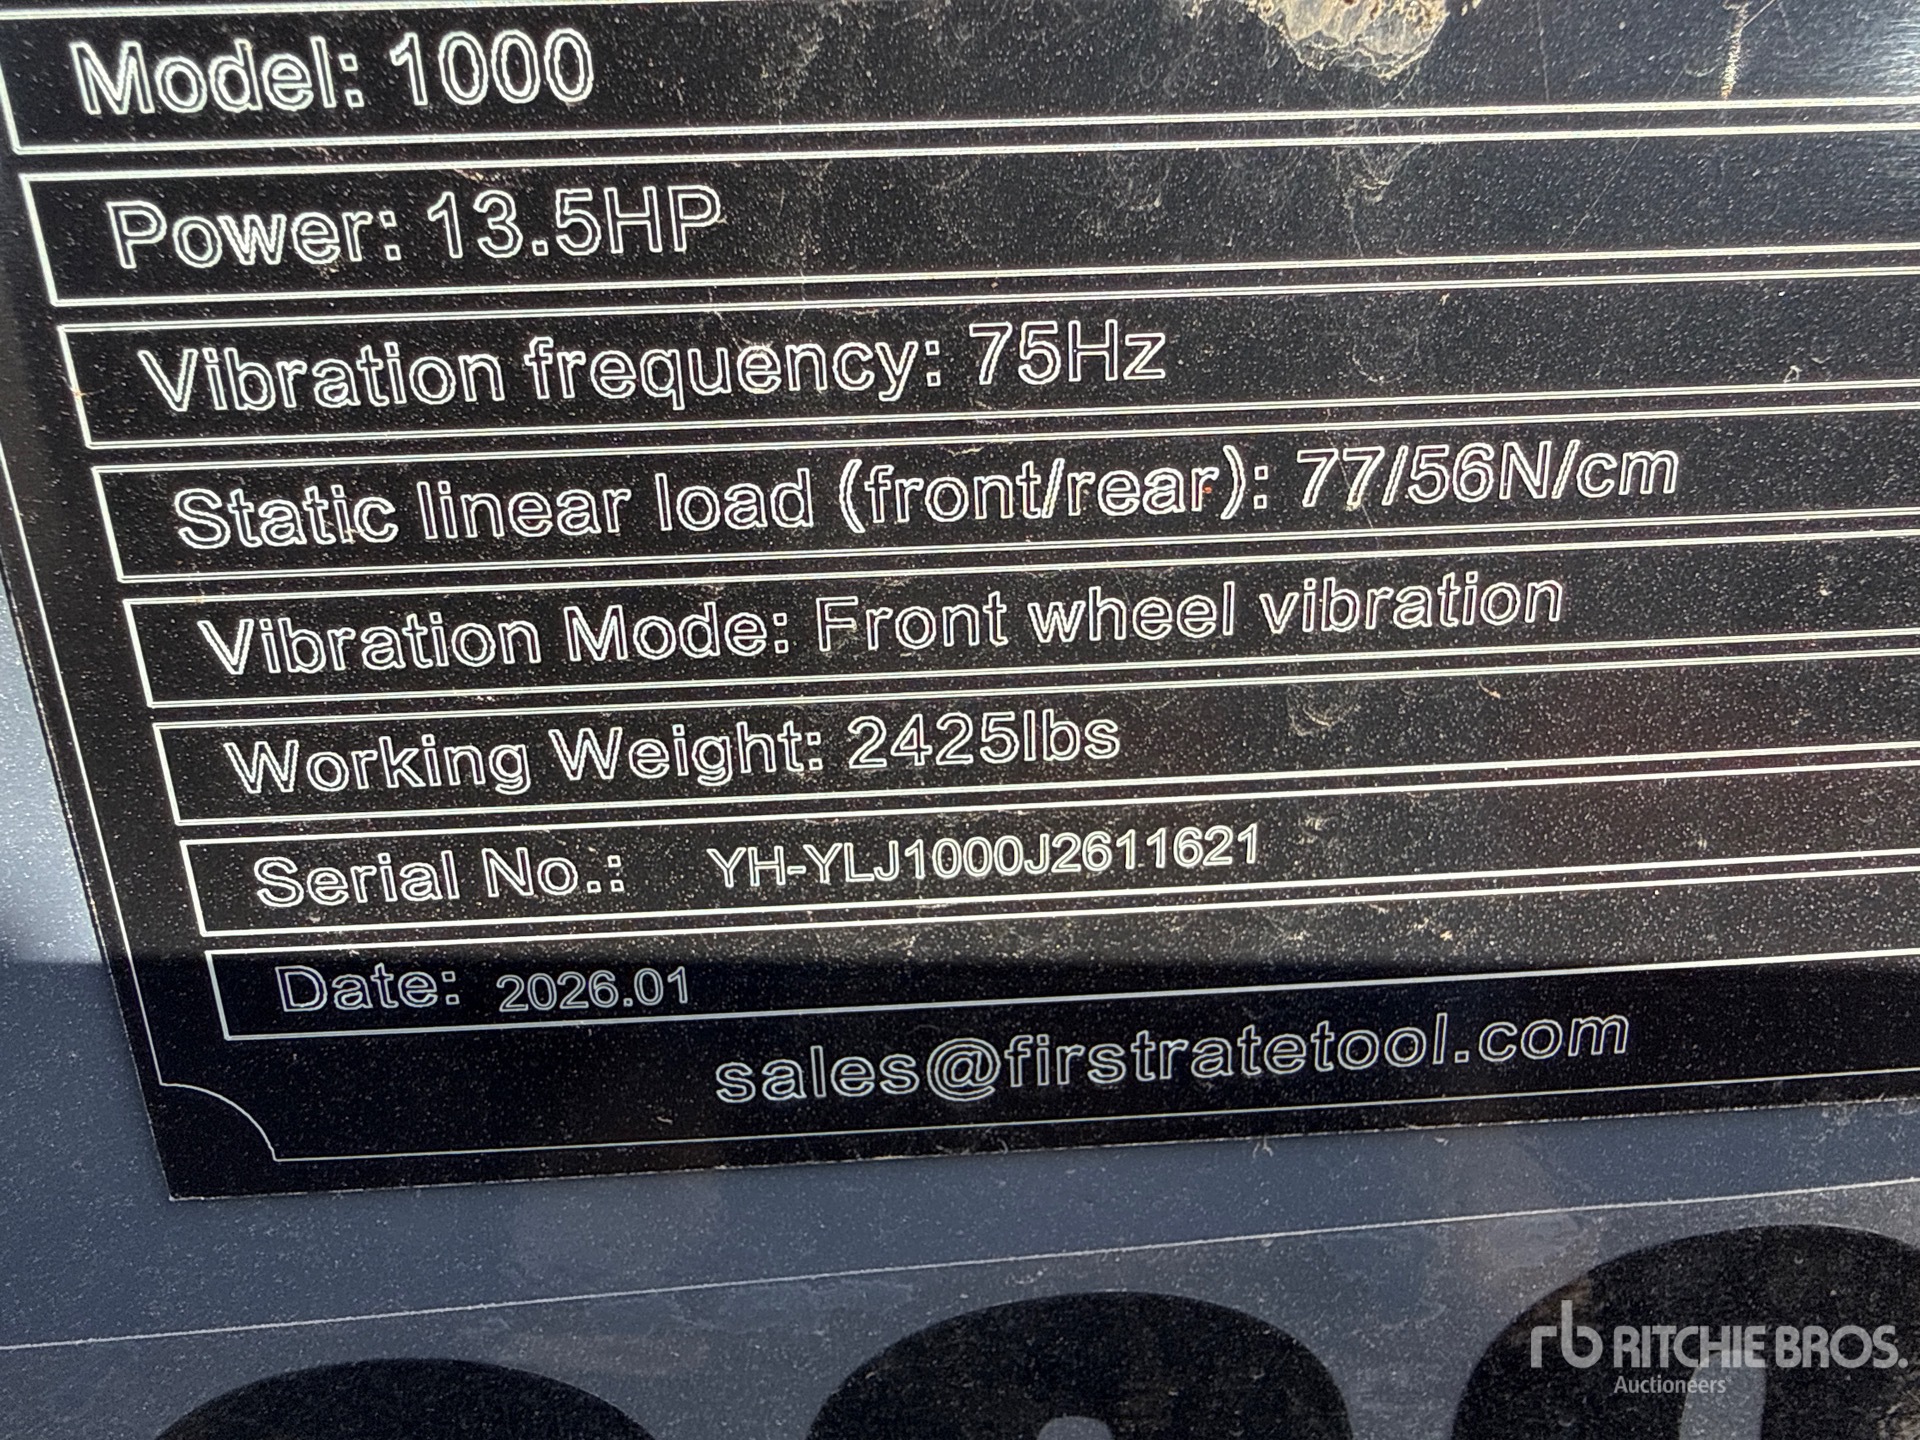 Model: 1000
Power: 13.5HP
Vibration frequency: 75Hz
Static linear load (front/rear): 77/56N/cm
Vibration Mode: Front wheel vibration
Working Weight: 2425lbs
Serial No.: YH-YLJ1000J2611621
Date: 2026.01
sales@firstratetool.com
rb RITCHIE BROS.
Auctioneers